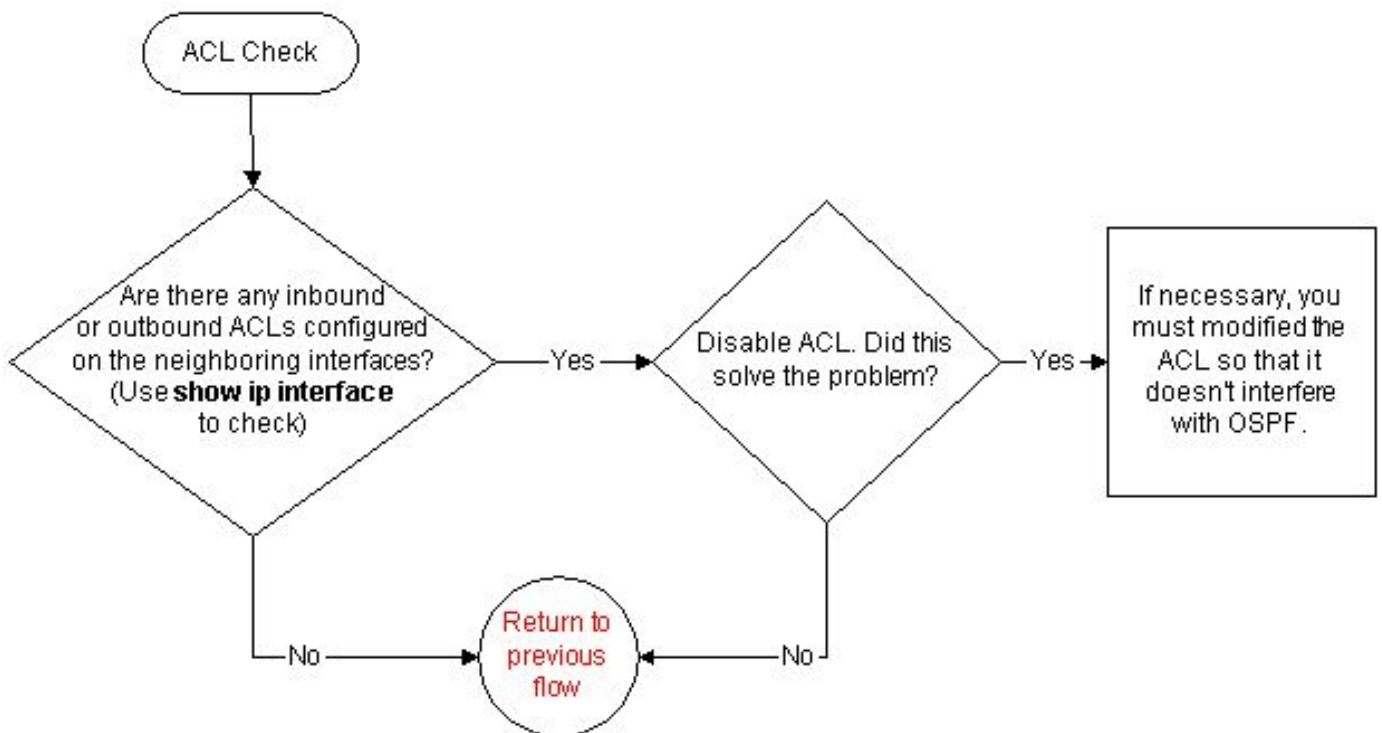 ACL Check
Are there any inbound
or outbound ACLs configured
on the neighboring interfaces?
(Use show ip interface
to check)
Yes
Disable ACL. Did this
solve the problem?
Yes
If necessary, you
must modified the
ACL so that it
doesn't interfere
with OSPF.
No
Return to
previous
flow
No